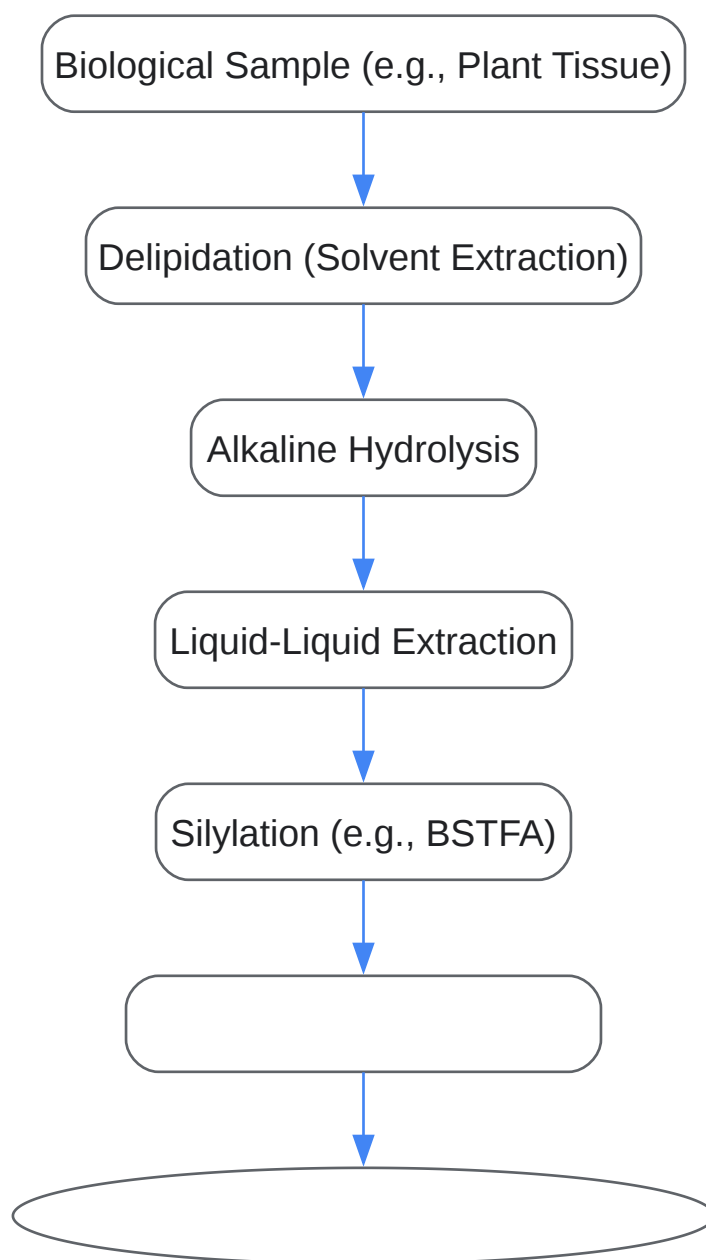 Biological Sample (e.g., Plant Tissue)
Delipidation (Solvent Extraction)
Alkaline Hydrolysis
Liquid-Liquid Extraction
Silylation (e.g., BSTFA)